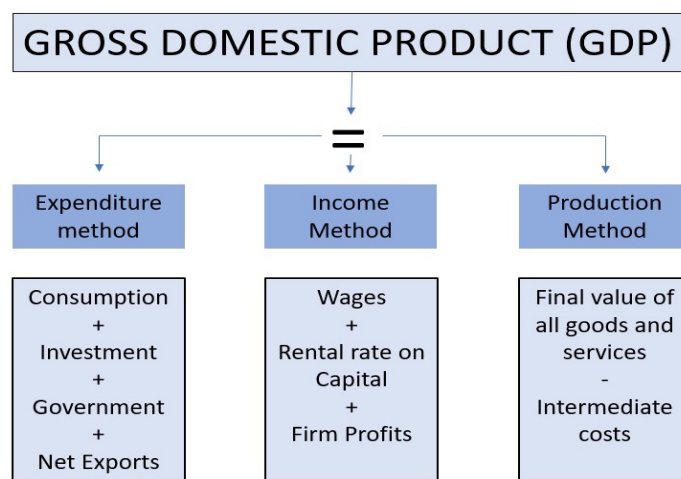 GROSS DOMESTIC PRODUCT (GDP)
=
Expenditure
method
Income
Method
Production
Method
Consumption
+
Investment
+
Government
+
Net Exports
Wages
+
Rental rate on
Capital
+
Firm Profits
Final value of
all goods and
services
-
Intermediate
costs